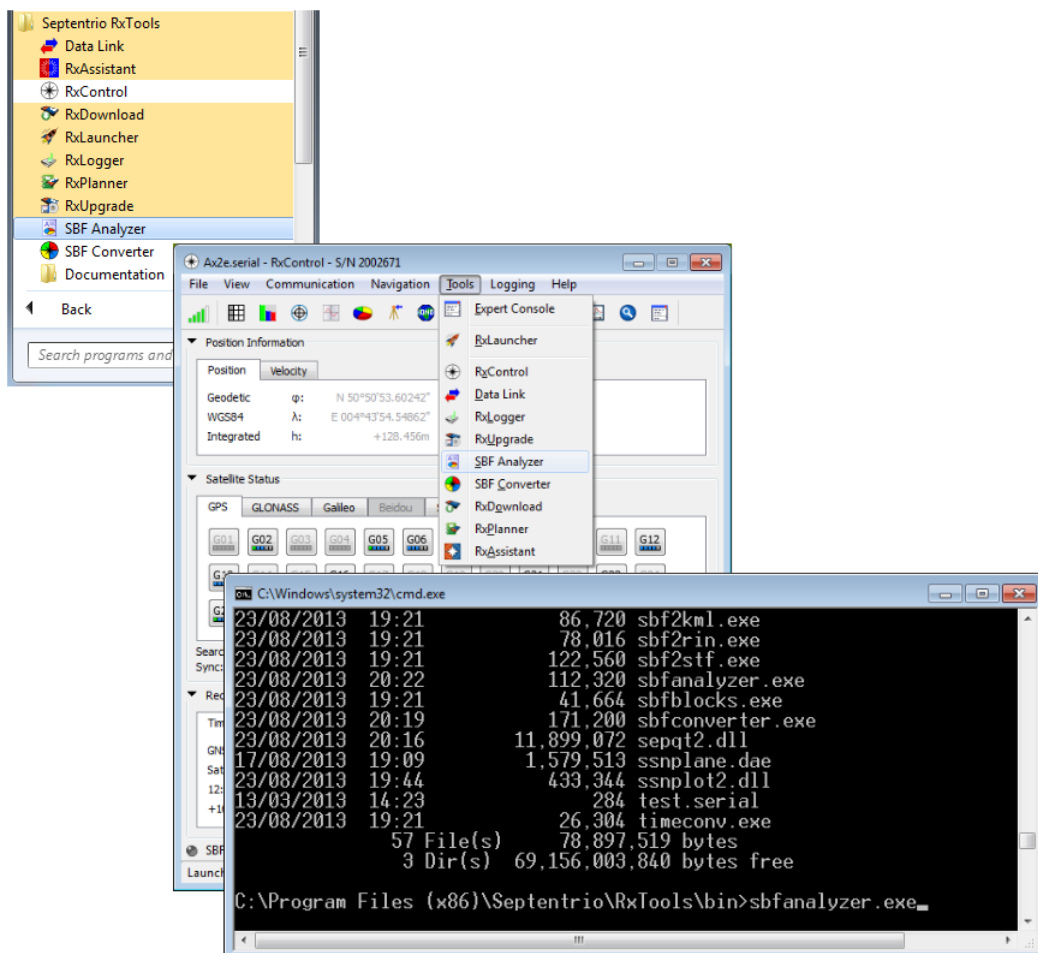 Septentrio RxTools
Data Link
RxAssistant
RxControl
RxDownload
RxLauncher
RxLogger
RxPlanner
RxUpgrade
SBF Analyzer
SBF Converter
Documentation
Back
Search programs and
Ax2e.serial - RxControl - S/N 2002671
File View Communication Navigation Tools Logging Help
Position Information
Position Velocity
Geodetic φ: N 50°50'53.60242"
WGS84 λ: E 004°43'54.54862"
Integrated h: +128.456m
Expert Console
RxLauncher
RxControl
Data Link
RxLogger
RxUpgrade
SBF Analyzer
SBF Converter
RxDownload
RxPlanner
RxAssistant
Satellite Status
GPS GLONASS Galileo Beidou
G01 G02 G03 G04 G05 G06 G11 G12
Sync:
C:\Windows\system32\cmd.exe
23/08/2013 19:21 86,720 sbf2kml.exe
23/08/2013 19:21 78,016 sbf2rin.exe
23/08/2013 19:21 122,560 sbf2stf.exe
23/08/2013 20:22 112,320 sbfanalyzer.exe
23/08/2013 19:21 41,664 sbfblocks.exe
23/08/2013 20:19 171,200 sbfconverter.exe
23/08/2013 20:16 11,899,072 sepqt2.dll
17/08/2013 19:09 1,579,513 ssnplane.dae
23/08/2013 19:44 433,344 ssnplot2.dll
13/03/2013 14:23 284 test.serial
23/08/2013 19:21 26,304 timeconv.exe
57 File(s) 78,897,519 bytes
3 Dir(s) 69,156,003,840 bytes free
C:\Program Files (x86)\Septentrio\RxTools\bin>sbfanalyzer.exe_
SBF